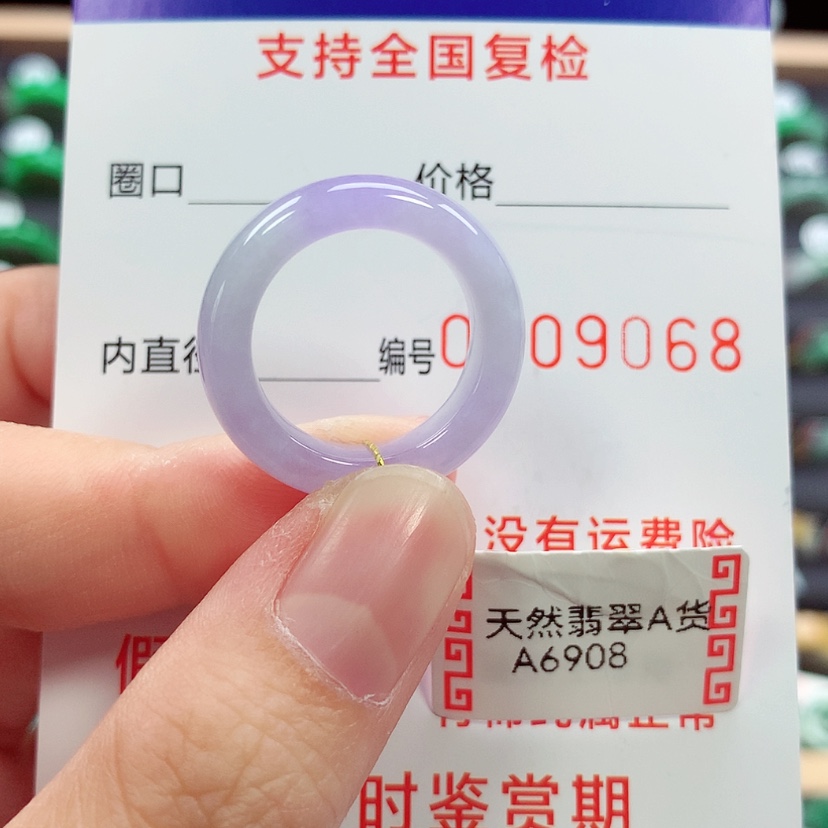 支持全国复检
圈口 价格
内直径 编号 0 09068
没有运费险
天然翡翠A货
A6908
时鉴赏期